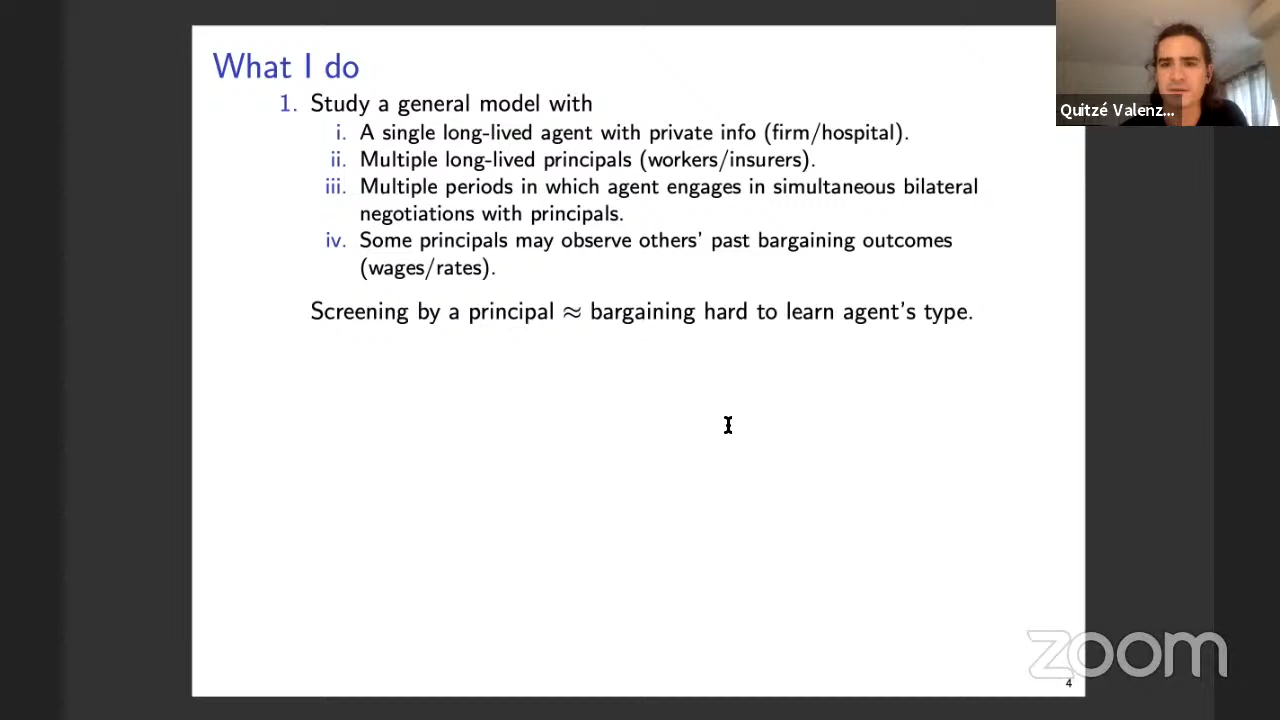 What I do
1. Study a general model with
i. A single long-lived agent with private info (firm/hospital).
ii. Multiple long-lived principals (workers/insurers).
iii. Multiple periods in which agent engages in simultaneous bilateral
negotiations with principals.
iv. Some principals may observe others' past bargaining outcomes
(wages/rates).
Screening by a principal ≈ bargaining hard to learn agent's type.
Quitzé Valenz...
zoom
4